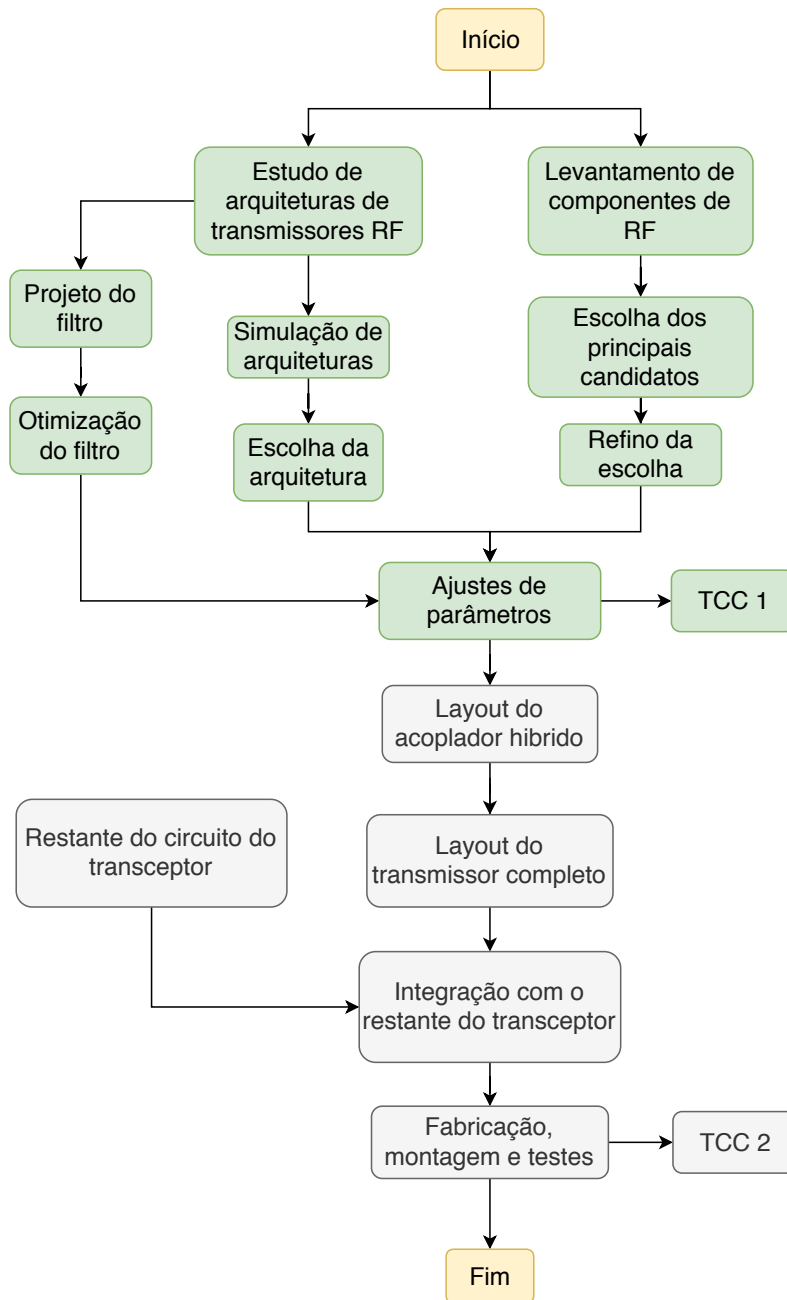 Início
Estudo de
arquiteturas de
transmissores RF
Levantamento de
componentes de
RF
Projeto do
filtro
Simulação de
arquiteturas
Escolha dos
principais
candidatos
Otimização
do filtro
Escolha da
arquitetura
Refino da
escolha
Ajustes de
parâmetros
TCC 1
Layout do
acoplador hibrido
Restante do circuito do
transceptor
Layout do
transmissor completo
Integração com o
restante do transceptor
Fabricação,
montagem e testes
TCC 2
Fim